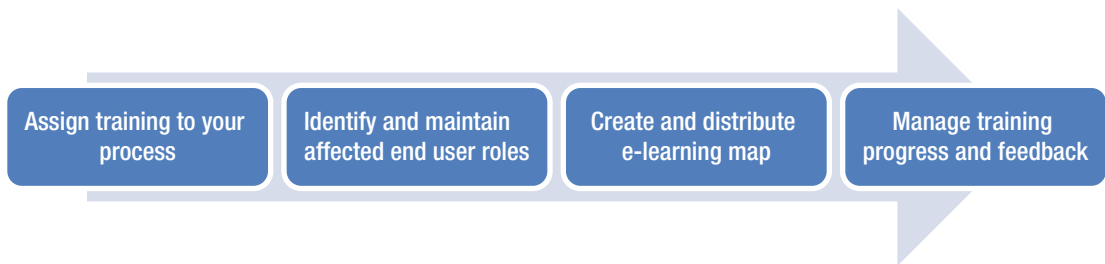 Assign training to your
process
Identify and maintain
affected end user roles
Create and distribute
e-learning map
Manage training
progress and feedback